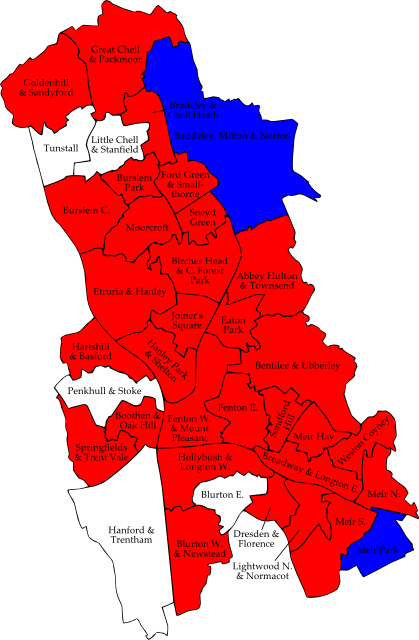 Great Chell
& Packmoor
Goldenhill
& Sandyford
Bradeley &
Chell Heath
Baddeley, Milton & Norton
Tunstall
Little Chell
& Stanfield
Burslem
Park
Ford Green
& Small-
thorne
Burslem C.
Sneyd
Green
Moorcroft
Birches Head
& C. Forest
Park
Abbey Hulton
& Townsend
Etruria & Hanley
Joiner's
Square
Eaton
Park
Hartshill
& Basford
Hanley Park
& Shelton
Bentilee & Ubberley
Penkhull & Stoke
Boothen &
Oak Hill
Fenton W.
& Mount
Pleasant
Fenton E.
Sandford
Hill
Meir Hay
Weston Coyney
Springfields
& Trent Vale
Hollybush &
Longton W.
Broadway & Longton E.
Blurton E.
Meir N.
Hanford &
Trentham
Meir S.
Dresden &
Florence
Blurton W.
& Newstead
Meir Park
Lightwood N.
& Normacot